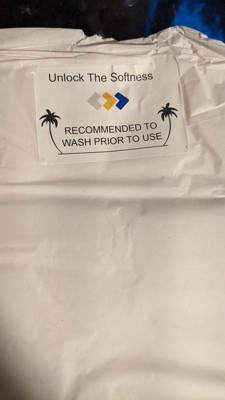 Unlock The Softness
RECOMMENDED TO
WASH PRIOR TO USE